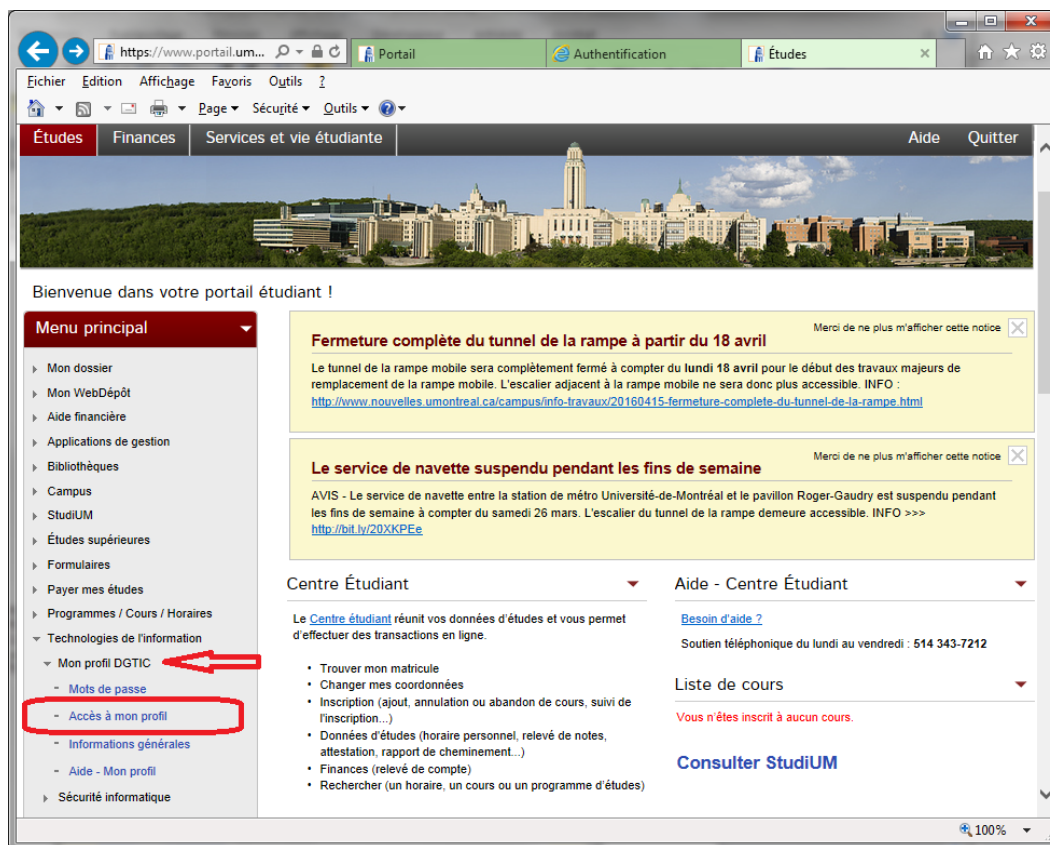 https://www.portail.um...
Portail
Authentification
Études
Fichier Edition Affichage Favoris Outils ?
Page Sécurité Outils
Études Finances Services et vie étudiante Aide Quitter
Bienvenue dans votre portail étudiant !
Menu principal
Mon dossier
Mon WebDépôt
Aide financière
Applications de gestion
Bibliothèques
Campus
StudiUM
Études supérieures
Formulaires
Payer mes études
Programmes / Cours / Horaires
Technologies de l'information
Mon profil DGTIC
- Mots de passe
- Accès à mon profil
- Informations générales
- Aide - Mon profil
Sécurité informatique
Merci de ne plus m'afficher cette notice
Fermeture complète du tunnel de la rampe à partir du 18 avril
Le tunnel de la rampe mobile sera complètement fermé à compter du lundi 18 avril pour le début des travaux majeurs de
remplacement de la rampe mobile. L'escalier adjacent à la rampe mobile ne sera donc plus accessible. INFO :
http://www.nouvelles.umontreal.ca/campus/info-travaux/20160415-fermeture-complete-du-tunnel-de-la-rampe.html
Merci de ne plus m'afficher cette notice
Le service de navette suspendu pendant les fins de semaine
AVIS - Le service de navette entre la station de métro Université-de-Montréal et le pavillon Roger-Gaudry est suspendu pendant
les fins de semaine à compter du samedi 26 mars. L'escalier du tunnel de la rampe demeure accessible. INFO >>>
http://bit.ly/20XKPEe
Centre Étudiant
Le Centre étudiant réunit vos données d'études et vous permet
d'effectuer des transactions en ligne.
• Trouver mon matricule
• Changer mes coordonnées
• Inscription (ajout, annulation ou abandon de cours, suivi de
l'inscription...)
• Données d'études (horaire personnel, relevé de notes,
attestation, rapport de cheminement...)
• Finances (relevé de compte)
• Rechercher (un horaire, un cours ou un programme d'études)
Aide - Centre Étudiant
Besoin d'aide ?
Soutien téléphonique du lundi au vendredi : 514 343-7212
Liste de cours
Vous n'êtes inscrit à aucun cours.
Consulter StudiUM
100%